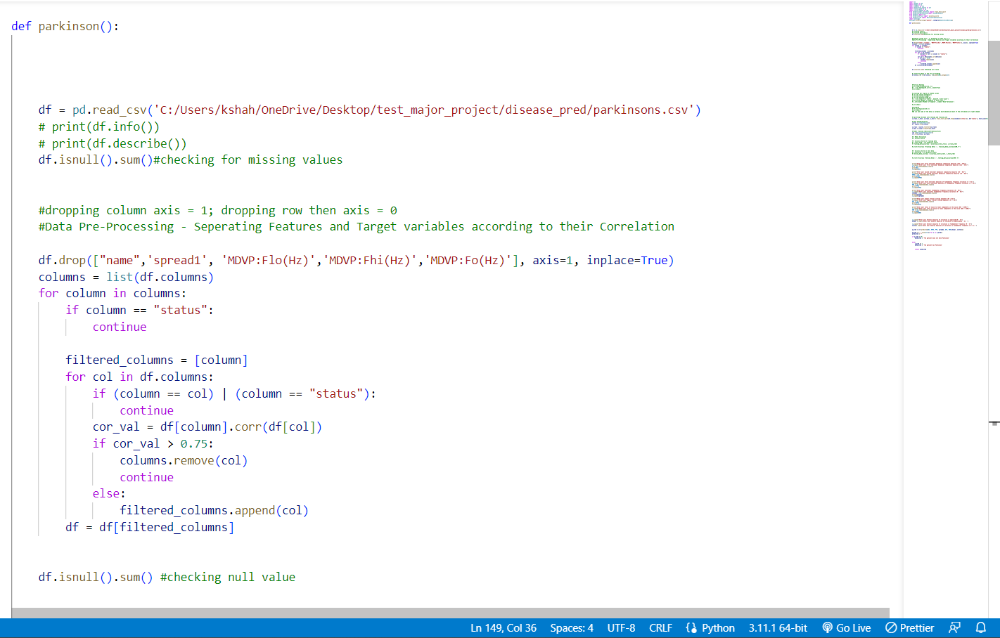 def parkinson():
df = pd.read_csv('C:/Users/kshah/OneDrive/Desktop/test_major_project/disease_pred/parkinsons.csv')
# print(df.info())
# print(df.describe())
df.isnull().sum()#checking for missing values
#dropping column axis = 1; dropping row then axis = 0
#Data Pre-Processing - Seperating Features and Target variables according to their Correlation
df.drop(["name",'spread1', 'MDVP:Flo(Hz)','MDVP:Fhi(Hz)','MDVP:Fo(Hz)'], axis=1, inplace=True)
columns = list(df.columns)
for column in columns:
if column == "status":
continue
filtered_columns = [column]
for col in df.columns:
if (column == col) | (column == "status"):
continue
cor_val = df[column].corr(df[col])
if cor_val > 0.75:
columns.remove(col)
continue
else:
filtered_columns.append(col)
df = df[filtered_columns]
df.isnull().sum() #checking null value
Ln 149, Col 36 Spaces: 4 UTF-8 CRLF Python 3.11.1 64-bit Go Live Prettier